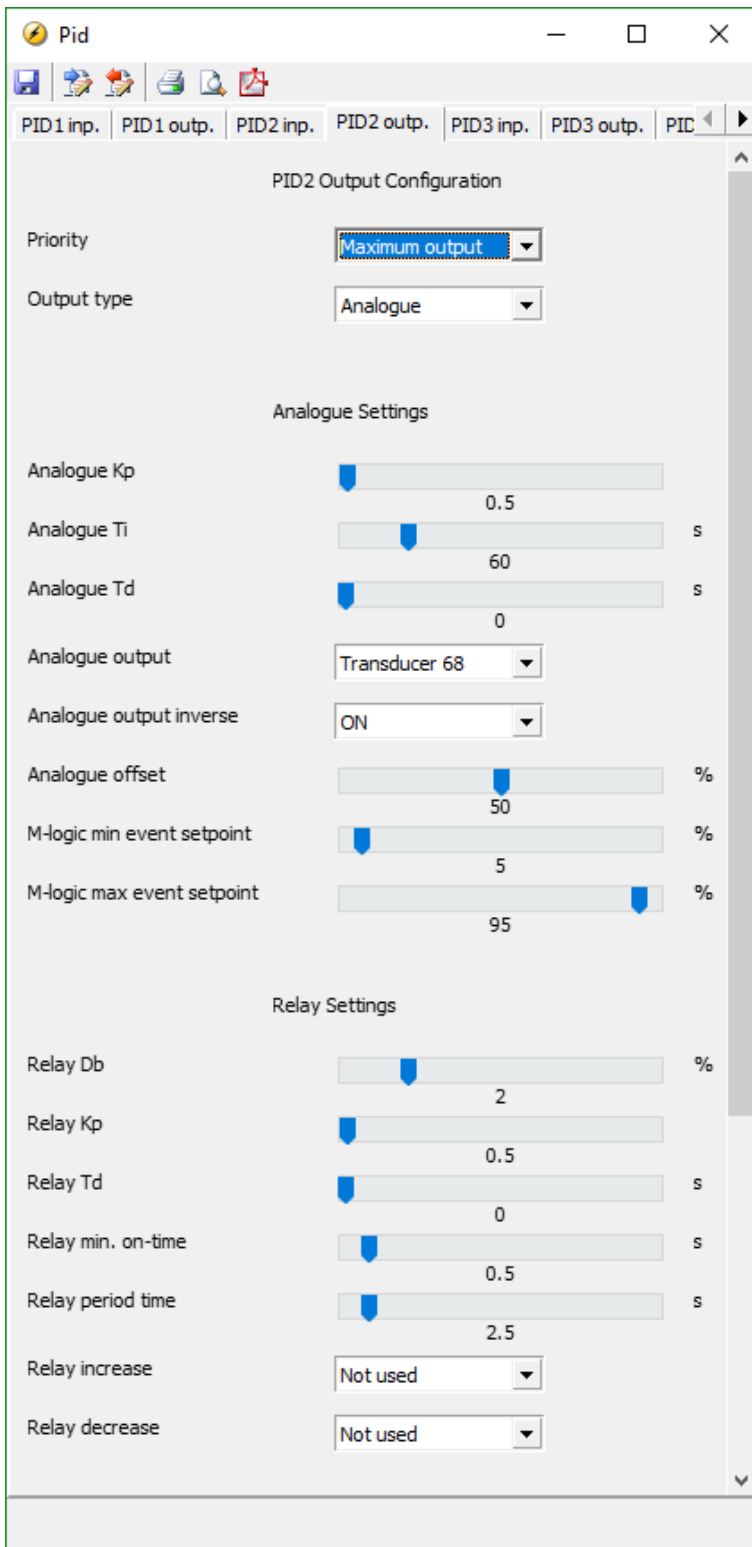 Pid
PID1 inp. PID1 outp. PID2 inp. PID2 outp. PID3 inp. PID3 outp. PID
PID2 Output Configuration
Priority Maximum output
Output type Analogue
Analogue Settings
Analogue Kp
0.5
Analogue Ti s
60
Analogue Td s
0
Analogue output Transducer 68
Analogue output inverse ON
Analogue offset %
50
M-logic min event setpoint %
5
M-logic max event setpoint %
95
Relay Settings
Relay Db %
2
Relay Kp
0.5
Relay Td s
0
Relay min. on-time s
0.5
Relay period time s
2.5
Relay increase Not used
Relay decrease Not used